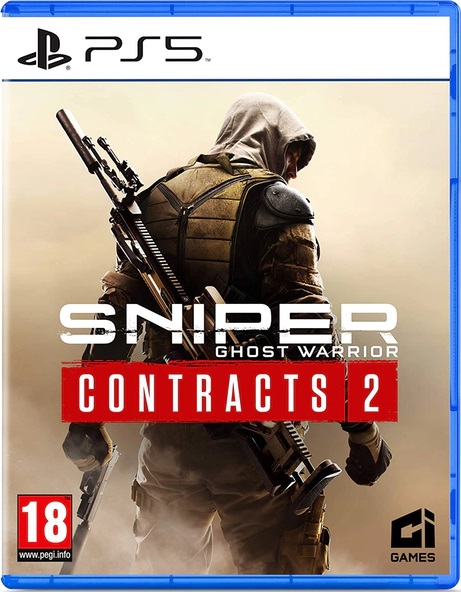 PS5
SNIPER
GHOST WARRIOR
CONTRACTS 2
18
www.pegi.info
CI
GAMES